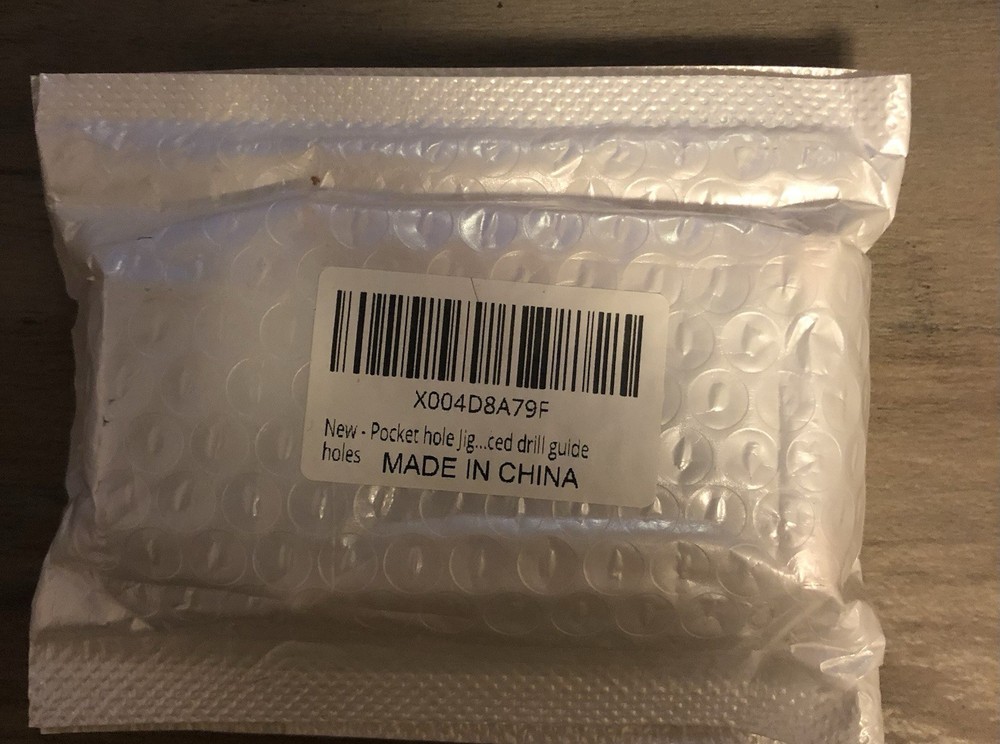 X004D8A79F
New - Pocket hole Jig...ced drill guide
holes MADE IN CHINA